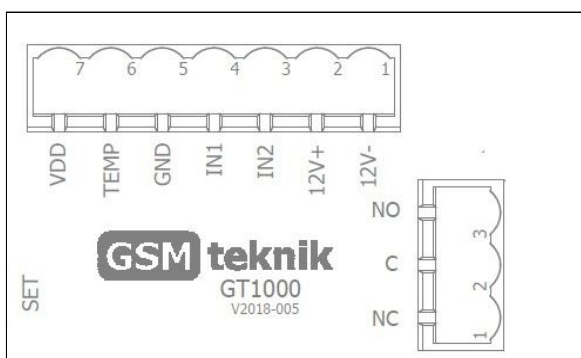 7 6 5 4 3 2 1
VDD TEMP GND IN1 IN2 12V+ 12V-
NO 3
C 2
NC 1
GSM teknik
GT1000
V2018-005
SET